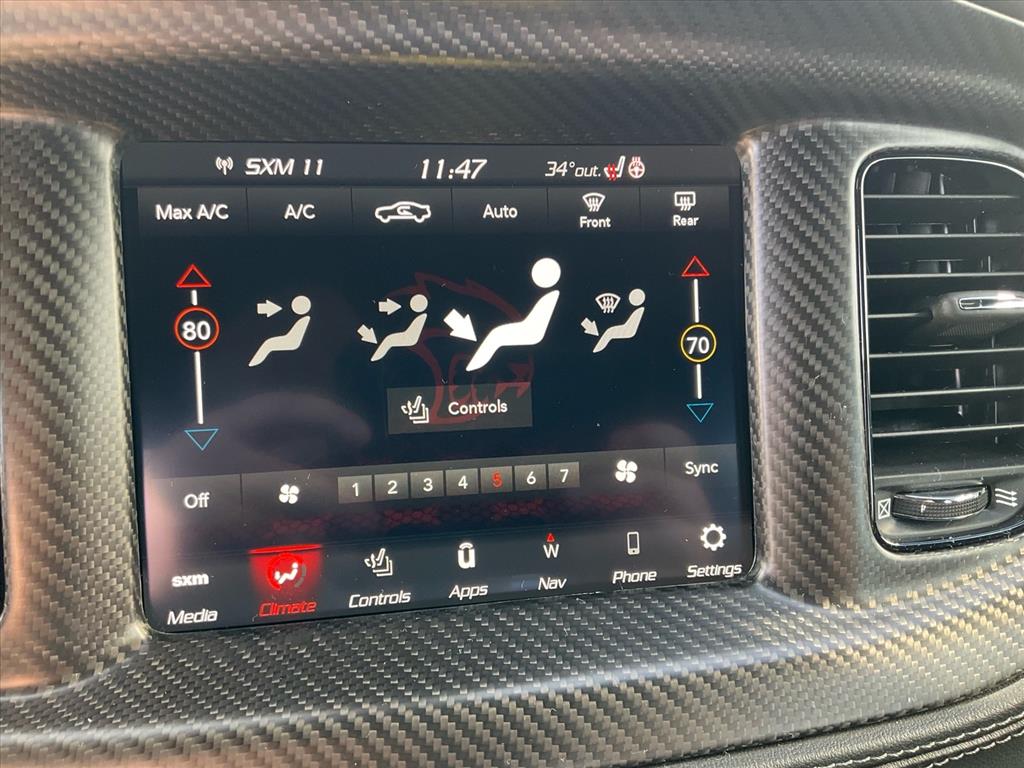 SXM 11 11:47 34°out.
Max A/C A/C Auto Front Rear
80 70
Controls
Off 1 2 3 4 5 6 7 Sync
sxm W
Media Climate Controls Apps Nav Phone Settings